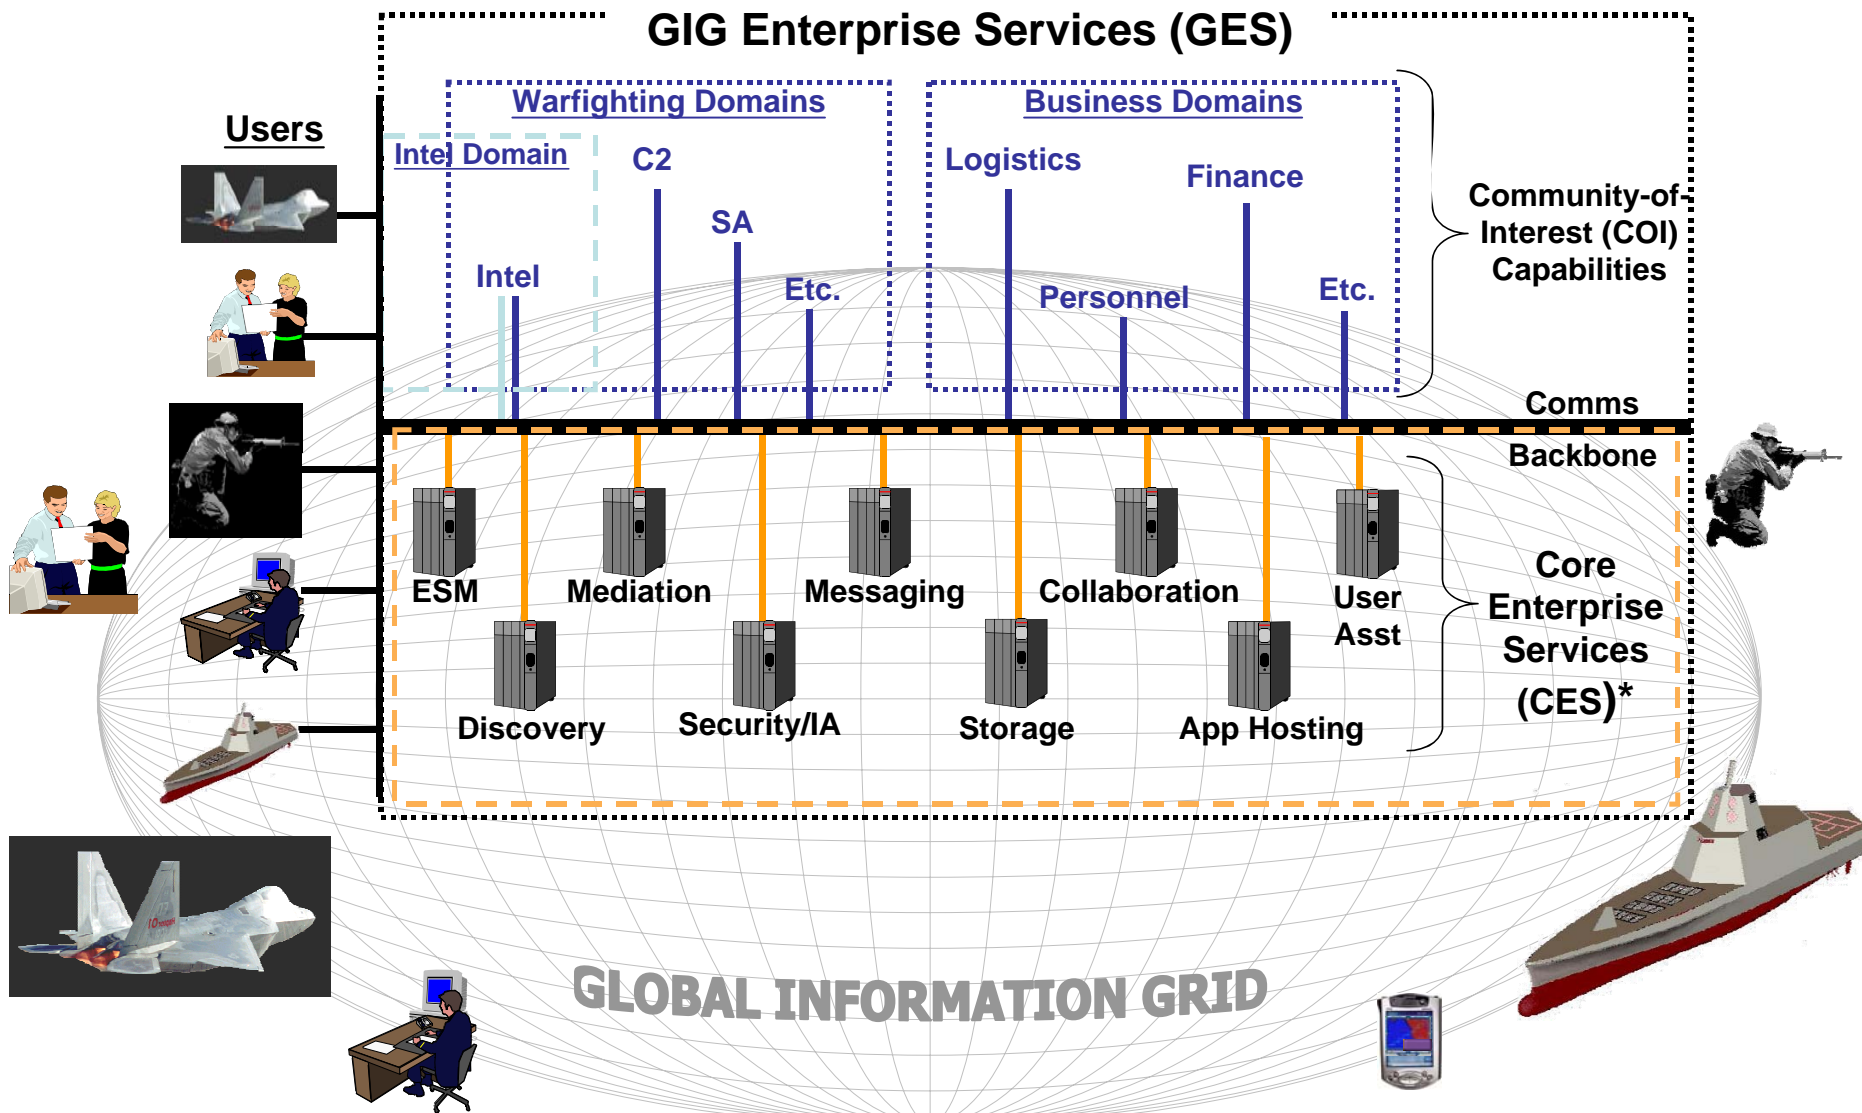 GIG Enterprise Services (GES)
Users
Warfighting Domains
Business Domains
Intel Domain
C2
Logistics
Finance
SA
Intel
Etc.
Personnel
Etc.
Community-of-
Interest (COI)
Capabilities
Comms
Backbone
ESM
Mediation
Messaging
Collaboration
User
Asst
Discovery
Security/IA
Storage
App Hosting
Core
Enterprise
Services
(CES)*
GLOBAL INFORMATION GRID